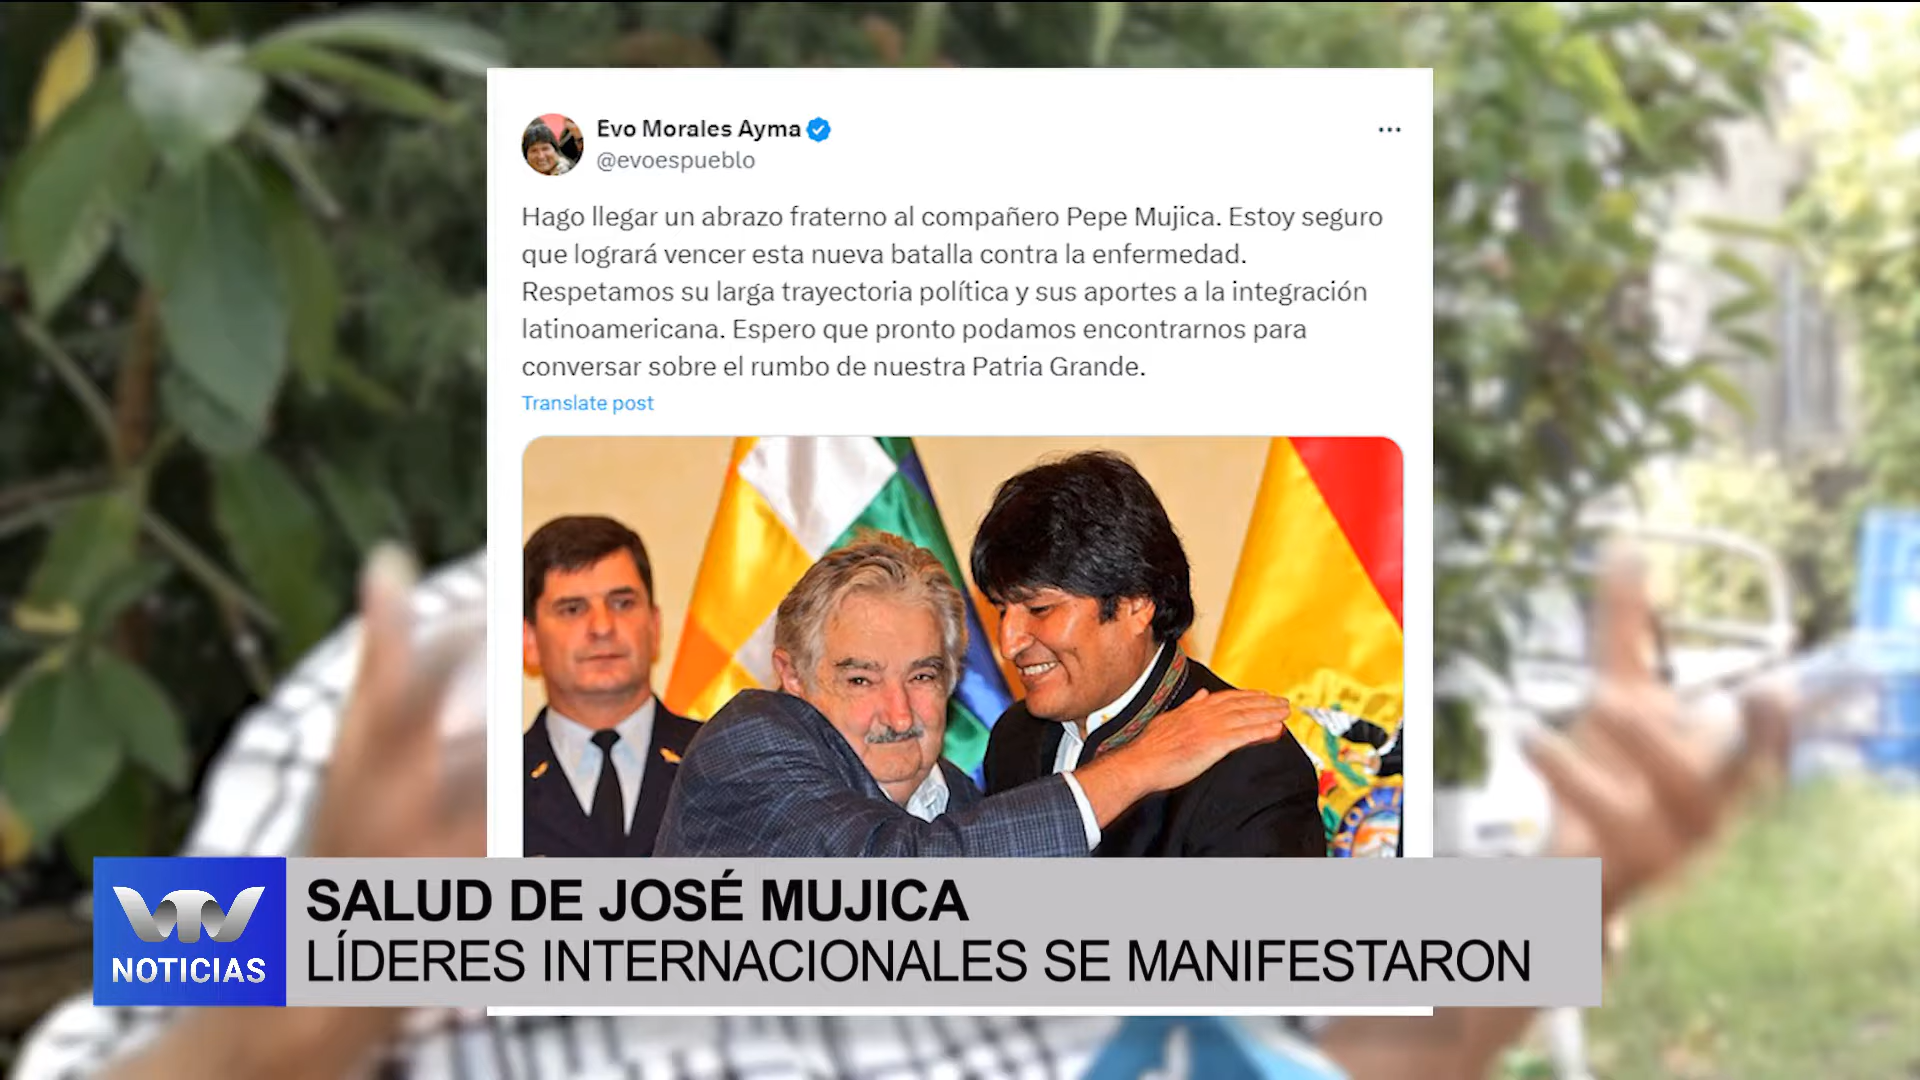 Evo Morales Ayma
@evoespueblo
Hago llegar un abrazo fraterno al compañero Pepe Mujica. Estoy seguro
que logrará vencer esta nueva batalla contra la enfermedad.
Respetamos su larga trayectoria política y sus aportes a la integración
latinoamericana. Espero que pronto podamos encontrarnos para
conversar sobre el rumbo de nuestra Patria Grande.
Translate post
VTV
NOTICIAS
SALUD DE JOSÉ MUJICA
LÍDERES INTERNACIONALES SE MANIFESTARON